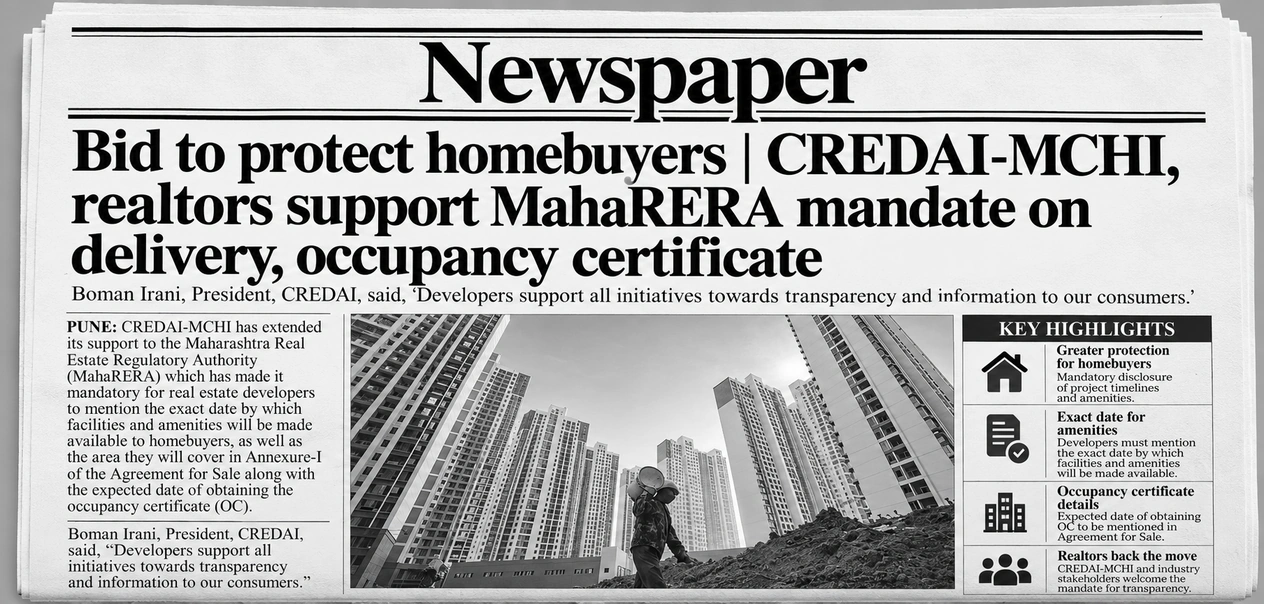 Newspaper
Bid to protect homebuyers | CREDAI-MCHI,
realtors support MahaRERA mandate on
delivery, occupancy certificate
Boman Irani, President, CREDAI, said, ‘Developers support all initiatives towards transparency and information to our consumers.’
PUNE: CREDAI-MCHI has extended
its support to the Maharashtra Real
Estate Regulatory Authority
(MahaRERA) which has made it
mandatory for real estate developers
to mention the exact date by which
facilities and amenities will be made
available to homebuyers, as well as
the area they will cover in Annexure-I
of the Agreement for Sale along with
the expected date of obtaining the
occupancy certificate (OC).
Boman Irani, President, CREDAI,
said, “Developers support all
initiatives towards transparency
and information to our consumers.”
KEY HIGHLIGHTS
Greater protection
for homebuyers
Mandatory disclosure
of project timelines
and amenities.
Exact date for
amenities
Developers must mention
the exact date by which
facilities and amenities
will be made available.
Occupancy certificate
details
Expected date of obtaining
OC to be mentioned in
Agreement for Sale.
Realtors back the move
CREDAI-MCHI and industry
stakeholders welcome the
mandate for transparency.